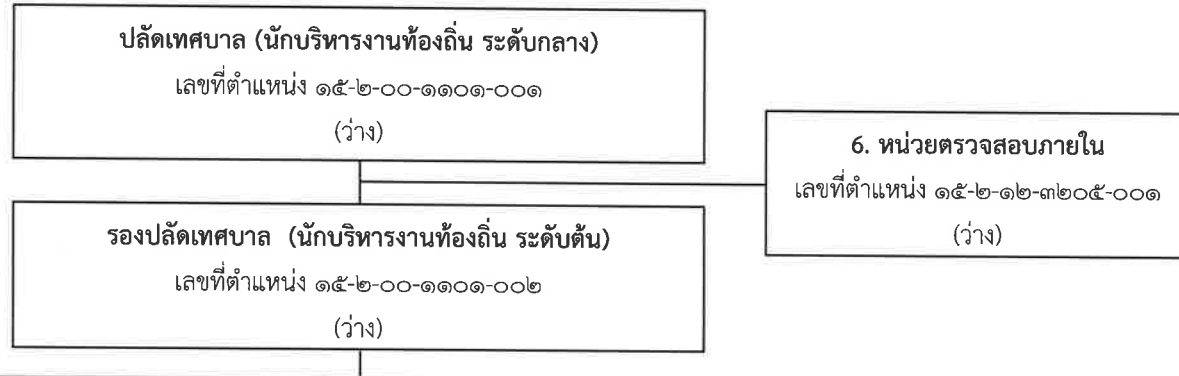 ปลัดเทศบาล (นักบริหารงานท้องถิ่น ระดับกลาง)
เลขที่ตำแหน่ง ๑๕-๒-๐๐-๑๑๐๑-๐๐๑
(ว่าง)
6. หน่วยตรวจสอบภายใน
เลขที่ตำแหน่ง ๑๕-๒-๑๒-๓๒๐๕-๐๐๑
(ว่าง)
รองปลัดเทศบาล (นักบริหารงานท้องถิ่น ระดับต้น)
เลขที่ตำแหน่ง ๑๕-๒-๐๐-๑๑๐๑-๐๐๒
(ว่าง)